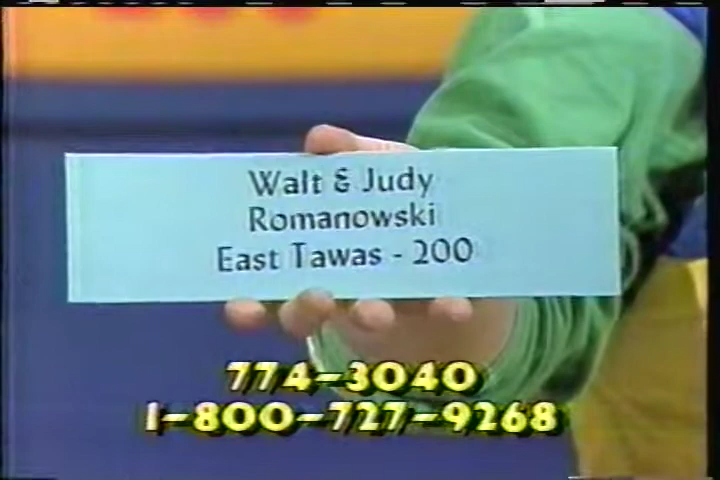 Walt & Judy
Romanowski
East Tawas - 200
774-3040
1-800-727-9268